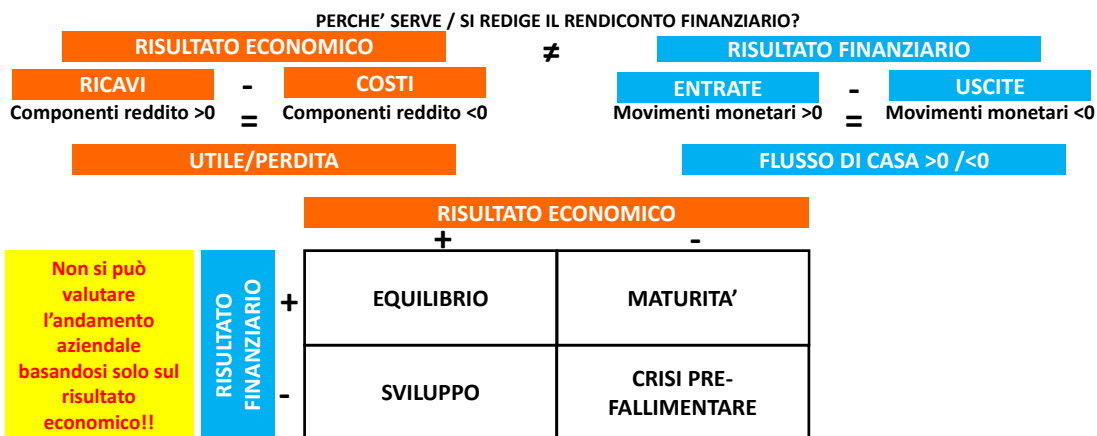 PERCHE’ SERVE / SI REDIGE IL RENDICONTO FINANZIARIO?
RISULTATO ECONOMICO ≠ RISULTATO FINANZIARIO
RICAVI - COSTI ENTRATE - USCITE
Componenti reddito >0 = Componenti reddito <0 Movimenti monetari >0 = Movimenti monetari <0
UTILE/PERDITA FLUSSO DI CASA >0 /<0
RISULTATO ECONOMICO
+ -
Non si può
valutare
l’andamento
aziendale
basandosi solo sul
risultato
economico!!
RISULTATO
FINANZIARIO
+ EQUILIBRIO MATURITA’
- SVILUPPO CRISI PRE-
FALLIMENTARE